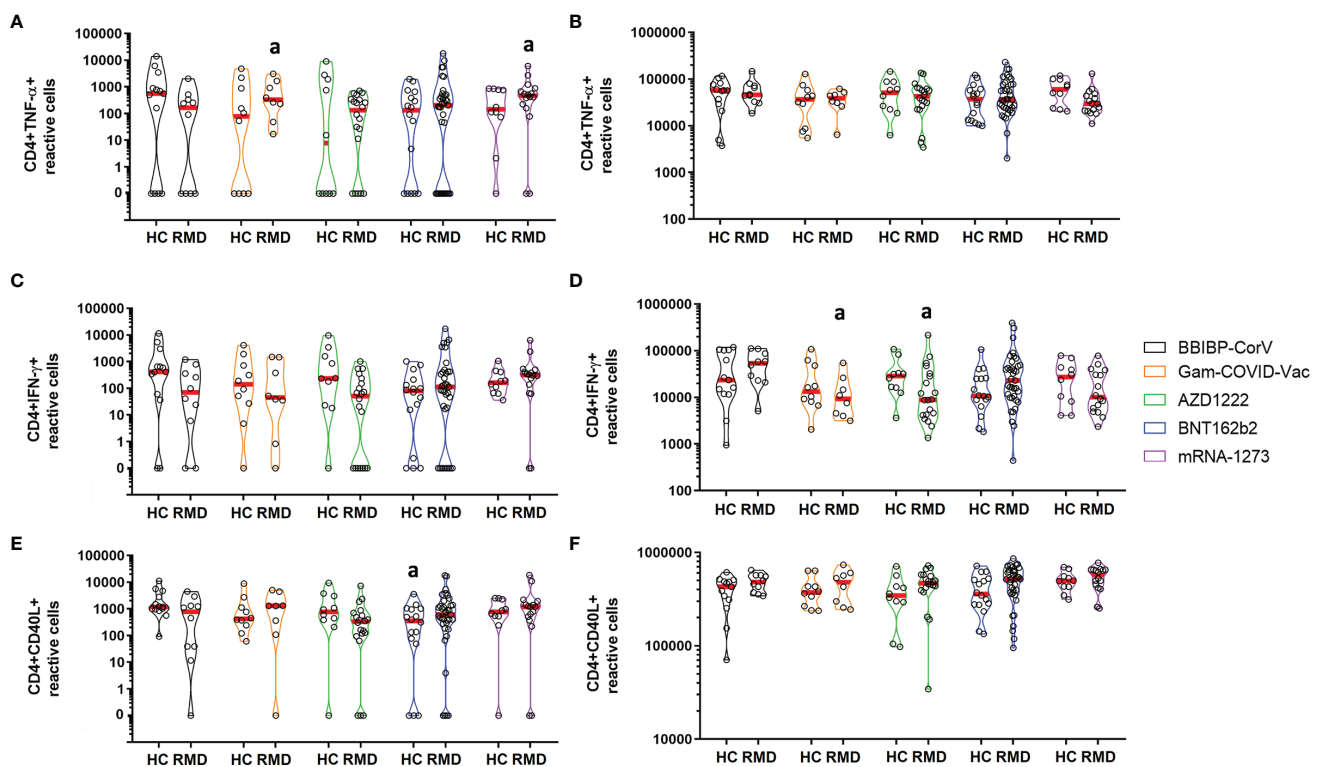 A
CD4+TNF-α+
reactive cells
100000
10000
1000
100
10
1
0
a
a
HC RMD HC RMD HC RMD HC RMD HC RMD
B
CD4+TNF-α+
reactive cells
1000000
100000
10000
1000
100
HC RMD HC RMD HC RMD HC RMD HC RMD
C
CD4+IFN-γ+
reactive cells
100000
10000
1000
100
10
1
0
HC RMD HC RMD HC RMD HC RMD HC RMD
D
CD4+IFN-γ+
reactive cells
1000000
100000
10000
1000
100
a
a
HC RMD HC RMD HC RMD HC RMD HC RMD
BBIBP-CorV
Gam-COVID-Vac
AZD1222
BNT162b2
mRNA-1273
E
CD4+CD40L+
reactive cells
100000
10000
1000
100
10
1
0
a
HC RMD HC RMD HC RMD HC RMD HC RMD
F
CD4+CD40L+
reactive cells
1000000
100000
10000
HC RMD HC RMD HC RMD HC RMD HC RMD